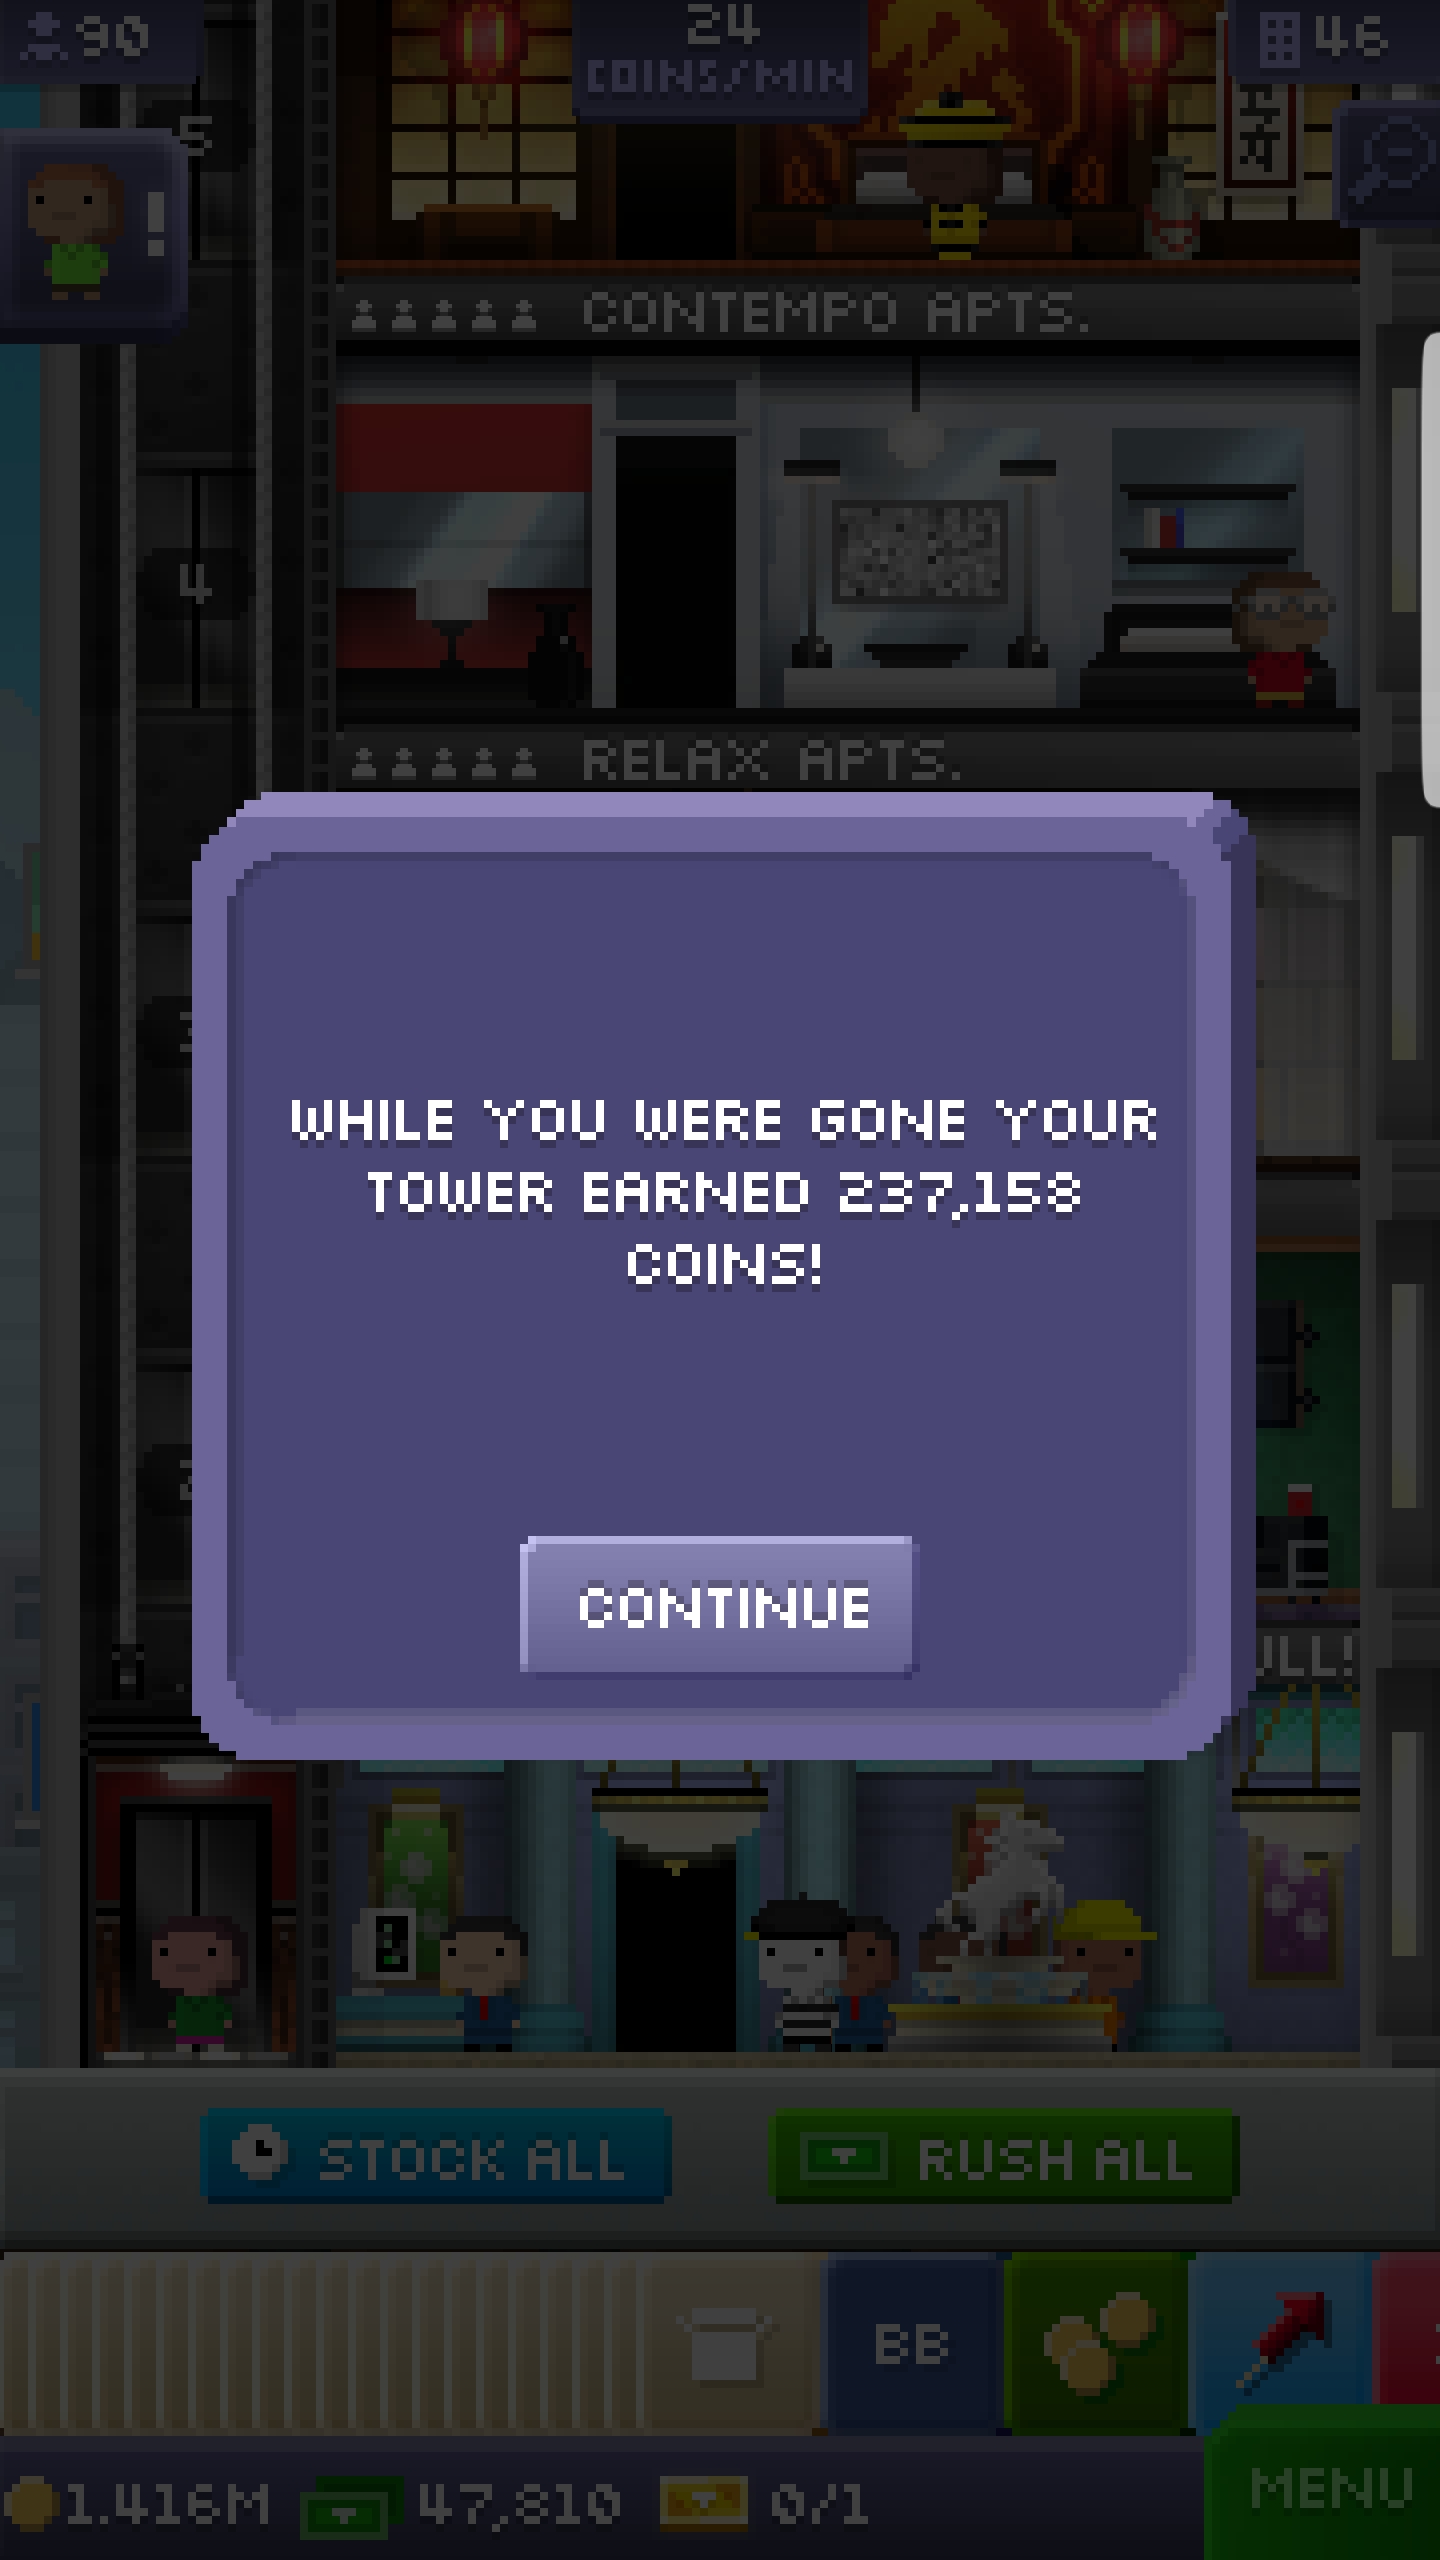 90
24
COINS/MIN
46
5
!
CONTEMPO APTS.
4
RELAX APTS.
WHILE YOU WERE GONE YOUR
TOWER EARNED 237,158
COINS!
CONTINUE
STOCK ALL
RUSH ALL
BB
1.416M
47,810
0/1
MENU